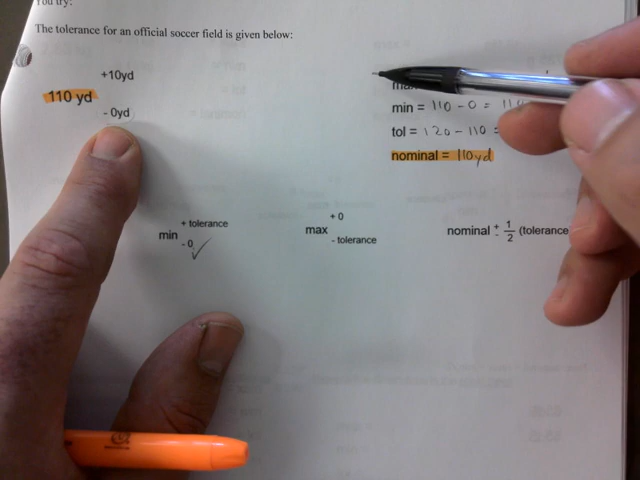 You try:
The tolerance for an official soccer field is given below:
+10yd
110 yd
- 0yd
max
min = 110 - 0 =
tol = 120 - 110 =
nominal = 110yd
+ tolerance
min
- 0
+ 0
max
- tolerance
nominal ± 1/2 (tolerance